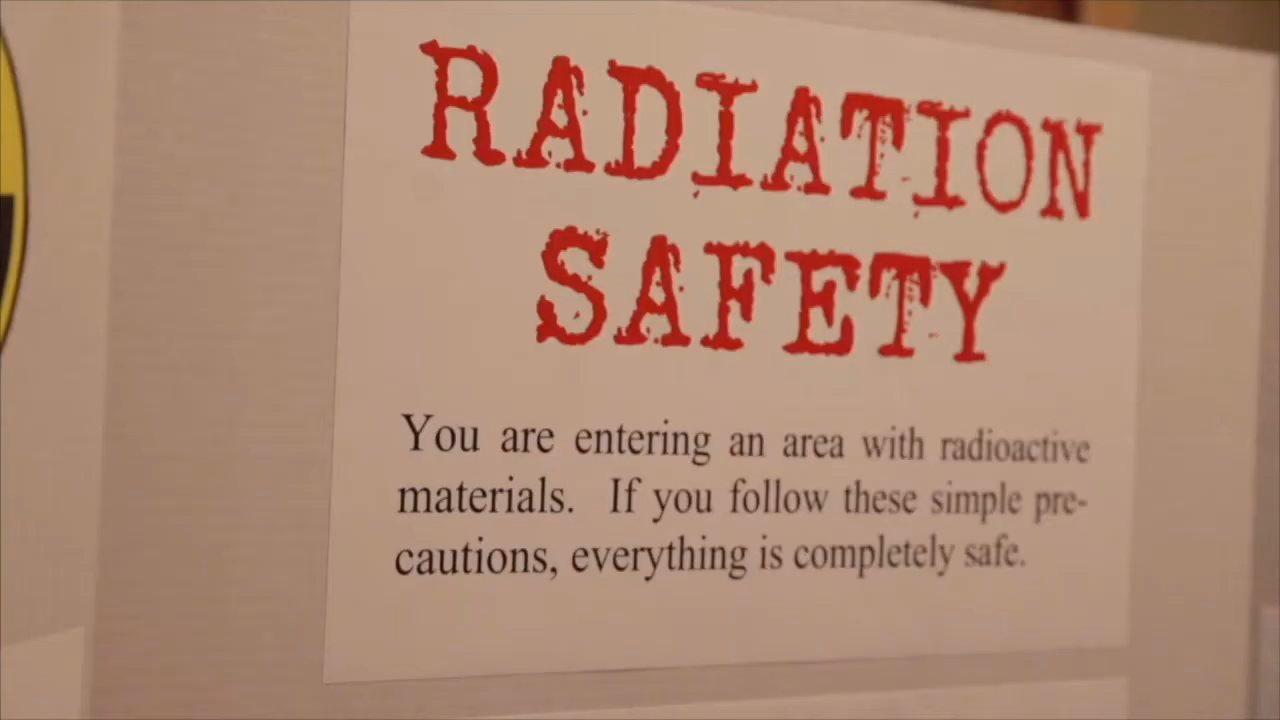 RADIATION
SAFETY
You are entering an area with radioactive
materials. If you follow these simple pre-
cautions, everything is completely safe.